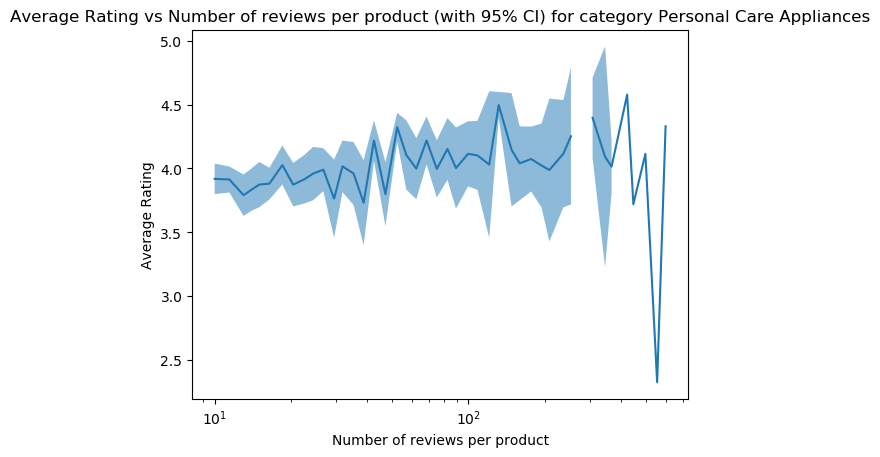 Average Rating vs Number of reviews per product (with 95% CI) for category Personal Care Appliances
5.0
4.5
4.0
3.5
3.0
2.5
Average Rating
10¹
10²
Number of reviews per product